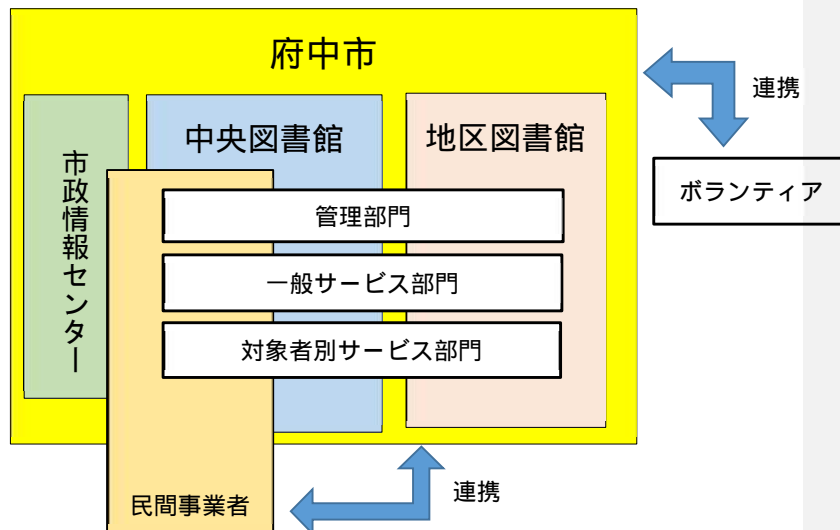 府中市
連携
市政情報センター
中央図書館
地区図書館
ボランティア
管理部門
一般サービス部門
対象者別サービス部門
民間事業者
連携